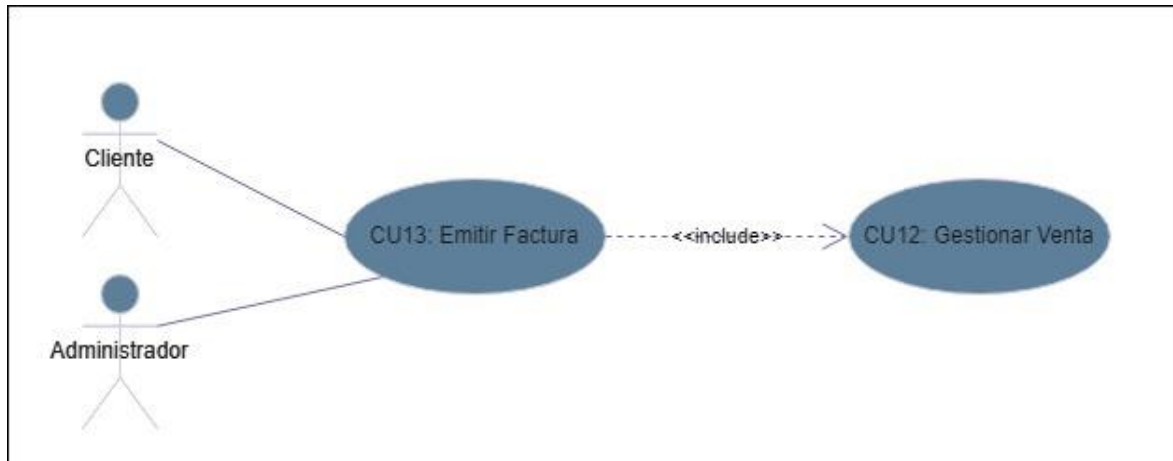 Cliente
CU13: Emitir Factura
<<include>>
CU12: Gestionar Venta
Administrador